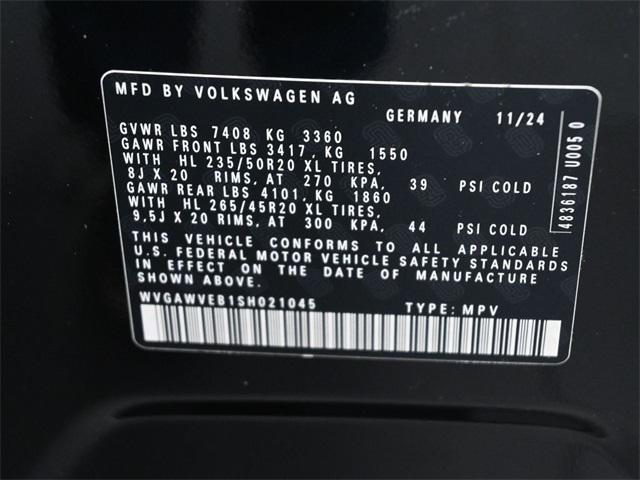 MFD BY VOLKSWAGEN AG
GERMANY 11/24
GVWR LBS 7408 KG 3360
GAWR FRONT LBS 3417, KG 1550
WITH HL 235/50R20 XL TIRES,
8J X 20 RIMS, AT 270 KPA, 39 PSI COLD
GAWR REAR LBS 4101, KG 1860
WITH HL 265/45R20 XL TIRES,
9,5J X 20 RIMS, AT 300 KPA, 44 PSI COLD
THIS VEHICLE CONFORMS TO ALL APPLICABLE
U.S. FEDERAL MOTOR VEHICLE SAFETY STANDARDS
IN EFFECT ON THE DATE OF MANUFACTURE
SHOWN ABOVE.
WVGAWVEB1SH021045 TYPE: MPV
4836187 U005 0